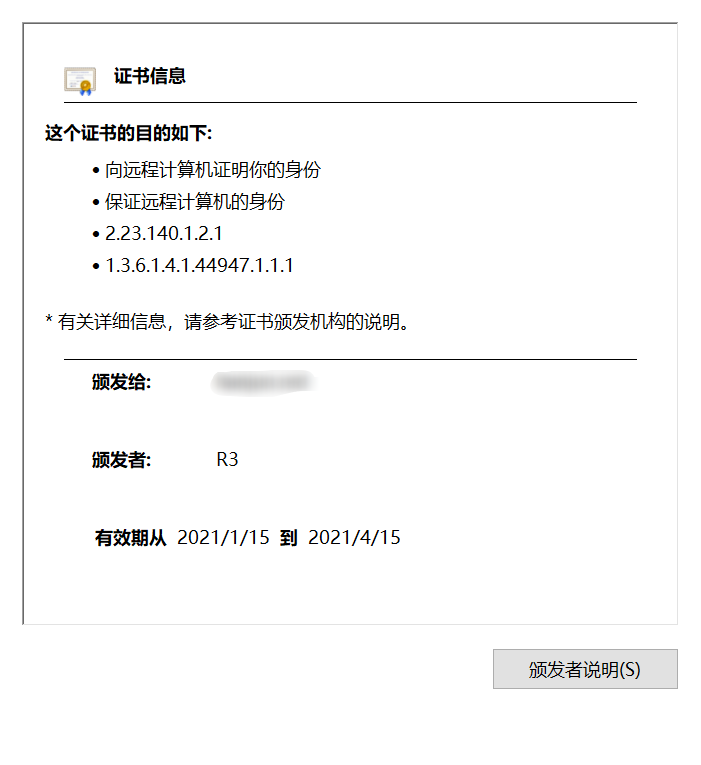 证书信息
这个证书的目的如下:
• 向远程计算机证明你的身份
• 保证远程计算机的身份
• 2.23.140.1.2.1
• 1.3.6.1.4.1.44947.1.1.1
* 有关详细信息，请参考证书颁发机构的说明。
颁发给:
颁发者: R3
有效期从 2021/1/15 到 2021/4/15
颁发者说明(S)